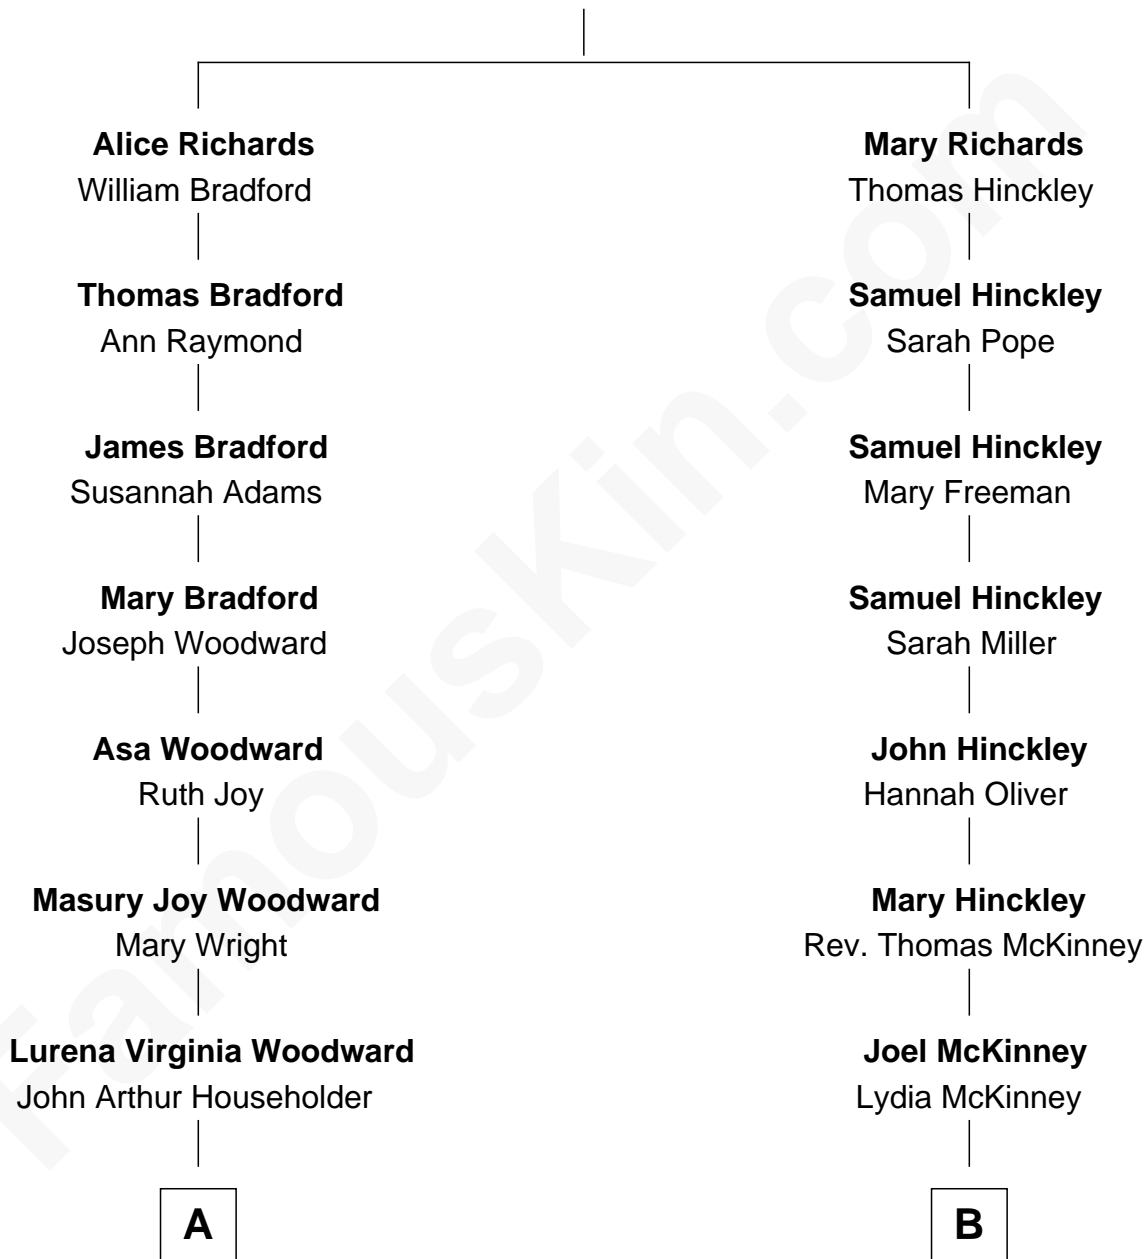 Alice Richards
William Bradford
Mary Richards
Thomas Hinckley
Thomas Bradford
Ann Raymond
Samuel Hinckley
Sarah Pope
James Bradford
Susannah Adams
Samuel Hinckley
Mary Freeman
Mary Bradford
Joseph Woodward
Samuel Hinckley
Sarah Miller
Asa Woodward
Ruth Joy
John Hinckley
Hannah Oliver
Masury Joy Woodward
Mary Wright
Mary Hinckley
Rev. Thomas McKinney
Lurena Virginia Woodward
John Arthur Householder
Joel McKinney
Lydia McKinney
A
B
FamousKin.com